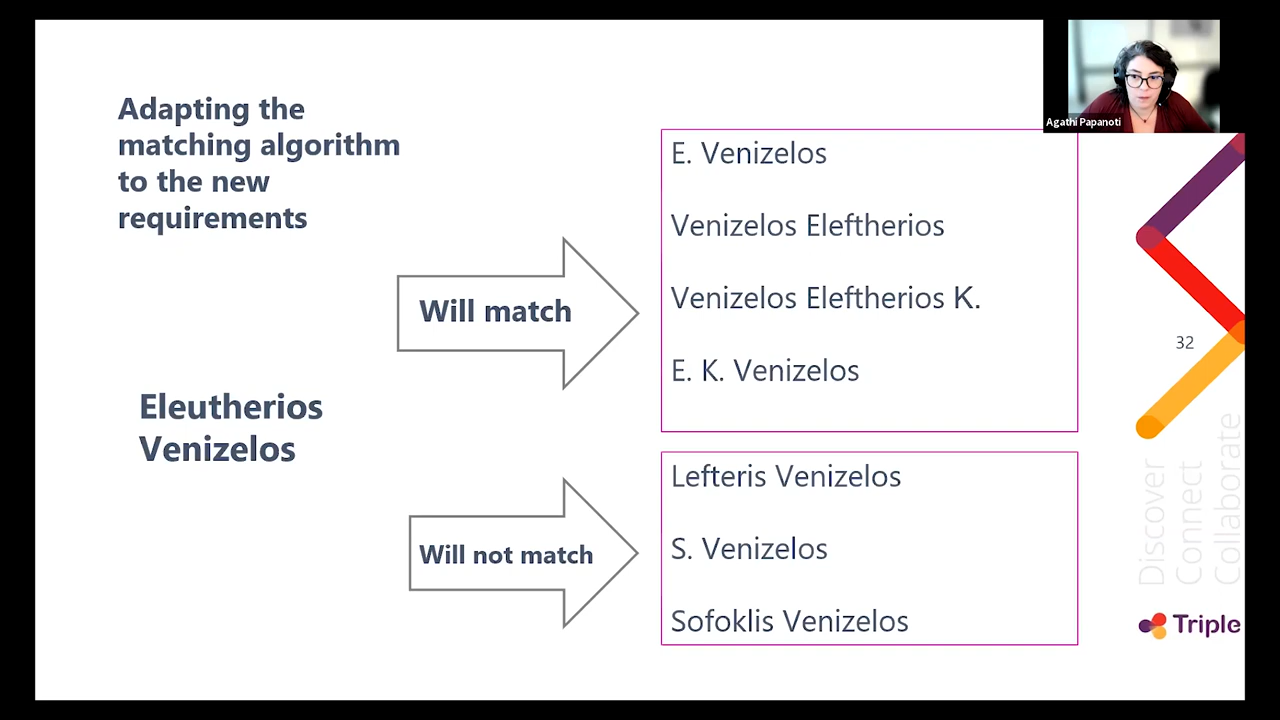 Adapting the
matching algorithm
to the new
requirements
Agathi Papanoti
E. Venizelos
Venizelos Eleftherios
Will match
Venizelos Eleftherios K.
32
E. K. Venizelos
Eleutherios
Venizelos
Lefteris Venizelos
Will not match
S. Venizelos
Sofoklis Venizelos
Discover
Connect
Collaborate
Triple